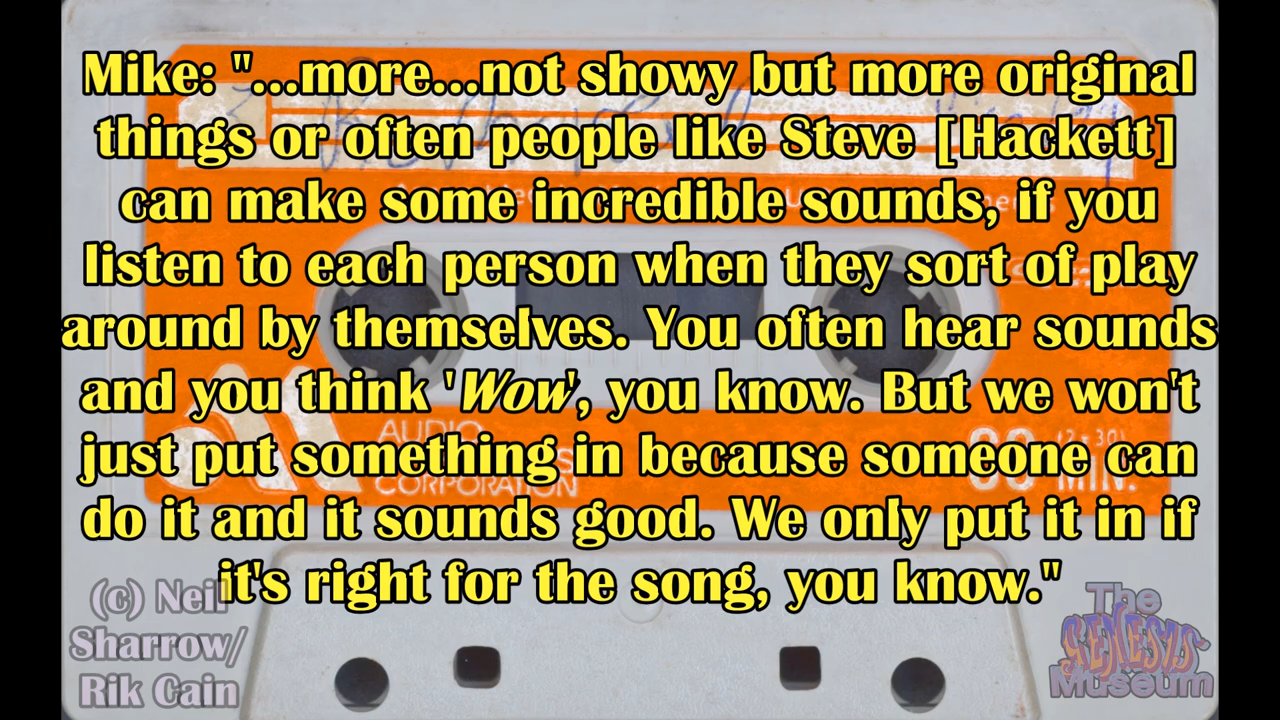 Mike: "...more...not showy but more original
things or often people like Steve [Hackett]
can make some incredible sounds, if you
listen to each person when they sort of play
around by themselves. You often hear sounds
and you think 'Wow', you know. But we won't
just put something in because someone can
do it and it sounds good. We only put it in if
it's right for the song, you know."
AUDIO
CORPORATION
60
MIN.
(c) Neil
Sharrow/
Rik Cain
The
GENESIS
Museum